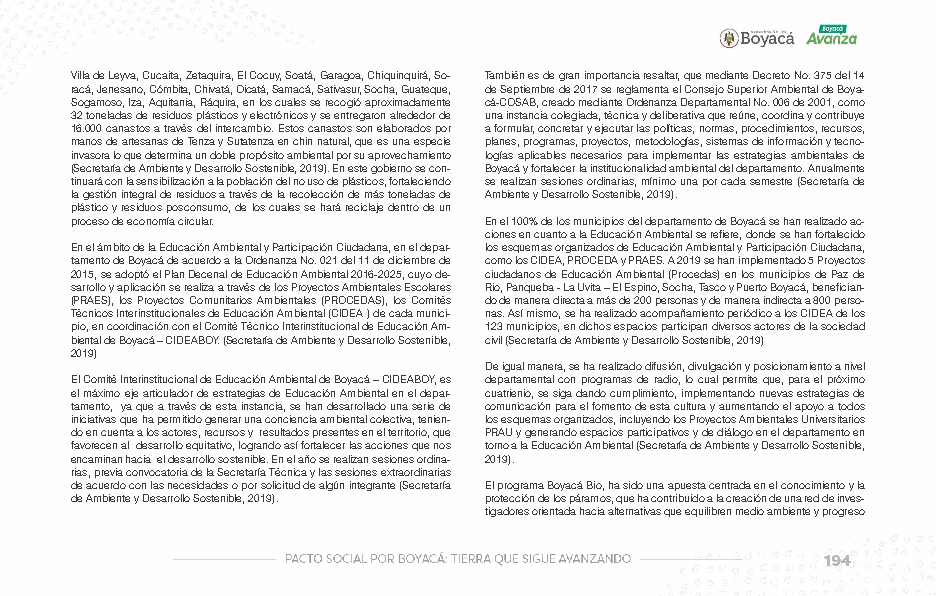 Boyacá
Boyacá
Avanza
Villa de Leyva, Cucaita, Zetaquira, El Cocuy, Soatá, Garagoa, Chiquinquirá, So-
racá, Jenesano, Cómbita, Chivatá, Oicatá, Samacá, Sativasur, Socha, Guateque,
Sogamoso, Iza, Aquitania, Ráquira, en los cuales se recogió aproximadamente
32 toneladas de residuos plásticos y electrónicos y se entregaron alrededor de
16.000 canastos a través del intercambio. Estos canastos son elaborados por
manos de artesanas de Tenza y Sutatenza en chin natural, que es una especie
invasora lo que determina un doble propósito ambiental por su aprovechamiento
(Secretaría de Ambiente y Desarrollo Sostenible, 2019). En este gobierno se con-
tinuará con la sensibilización a la población del no uso de plásticos, fortaleciendo
la gestión integral de residuos a través de la recolección de más toneladas de
plástico y residuos posconsumo, de los cuales se hará reciclaje dentro de un
proceso de economía circular.
En el ámbito de la Educación Ambiental y Participación Ciudadana, en el depar-
tamento de Boyacá de acuerdo a la Ordenanza No. 021 del 11 de diciembre de
2015, se adoptó el Plan Decenal de Educación Ambiental 2016-2025, cuyo de-
sarrollo y aplicación se realiza a través de los Proyectos Ambientales Escolares
(PRAES), los Proyectos Comunitarios Ambientales (PROCEDAS), los Comités
Técnicos Interinstitucionales de Educación Ambiental (CIDEA ) de cada munici-
pio, en coordinación con el Comité Técnico Interinstitucional de Educación Am-
biental de Boyacá – CIDEABOY. (Secretaría de Ambiente y Desarrollo Sostenible,
2019)
El Comité Interinstitucional de Educación Ambiental de Boyacá – CIDEABOY, es
el máximo eje articulador de estrategias de Educación Ambiental en el depar-
tamento, ya que a través de esta instancia, se han desarrollado una serie de
iniciativas que ha permitido generar una conciencia ambiental colectiva, tenien-
do en cuenta a los actores, recursos y resultados presentes en el territorio, que
favorecen al desarrollo equitativo, logrando así fortalecer las acciones que nos
encaminan hacia el desarrollo sostenible. En el año se realizan sesiones ordina-
rias, previa convocatoria de la Secretaría Técnica y las sesiones extraordinarias
de acuerdo con las necesidades o por solicitud de algún integrante (Secretaría
de Ambiente y Desarrollo Sostenible, 2019).
También es de gran importancia resaltar, que mediante Decreto No. 375 del 14
de Septiembre de 2017 se reglamenta el Consejo Superior Ambiental de Boya-
cá-COSAB, creado mediante Ordenanza Departamental No. 006 de 2001, como
una instancia colegiada, técnica y deliberativa que reúne, coordina y contribuye
a formular, concretar y ejecutar las políticas, normas, procedimientos, recursos,
planes, programas, proyectos, metodologías, sistemas de información y tecno-
logías aplicables necesarios para implementar las estrategias ambientales de
Boyacá y fortalecer la institucionalidad ambiental del departamento. Anualmente
se realizan sesiones ordinarias, mínimo una por cada semestre (Secretaría de
Ambiente y Desarrollo Sostenible, 2019).
En el 100% de los municipios del departamento de Boyacá se han realizado ac-
ciones en cuanto a la Educación Ambiental se refiere, donde se han fortalecido
los esquemas organizados de Educación Ambiental y Participación Ciudadana,
como los CIDEA, PROCEDA y PRAES. A 2019 se han implementado 5 Proyectos
ciudadanos de Educación Ambiental (Procedas) en los municipios de Paz de
Rio, Panqueba - La Uvita – El Espino, Socha, Tasco y Puerto Boyacá, benefician-
do de manera directa a más de 200 personas y de manera indirecta a 800 perso-
nas. Así mismo, se ha realizado acompañamiento periódico a los CIDEA de los
123 municipios, en dichos espacios participan diversos actores de la sociedad
civil (Secretaría de Ambiente y Desarrollo Sostenible, 2019)
De igual manera, se ha realizado difusión, divulgación y posicionamiento a nivel
departamental con programas de radio, lo cual permite que, para el próximo
cuatrienio, se siga dando cumplimiento, implementando nuevas estrategias de
comunicación para el fomento de esta cultura y aumentando el apoyo a todos
los esquemas organizados, incluyendo los Proyectos Ambientales Universitarios
PRAU y generando espacios participativos y de diálogo en el departamento en
torno a la Educación Ambiental (Secretaría de Ambiente y Desarrollo Sostenible,
2019).
El programa Boyacá Bio, ha sido una apuesta centrada en el conocimiento y la
protección de los páramos, que ha contribuido a la creación de una red de inves-
tigadores orientada hacia alternativas que equilibren medio ambiente y progreso
PACTO SOCIAL POR BOYACÁ: TIERRA QUE SIGUE AVANZANDO
194